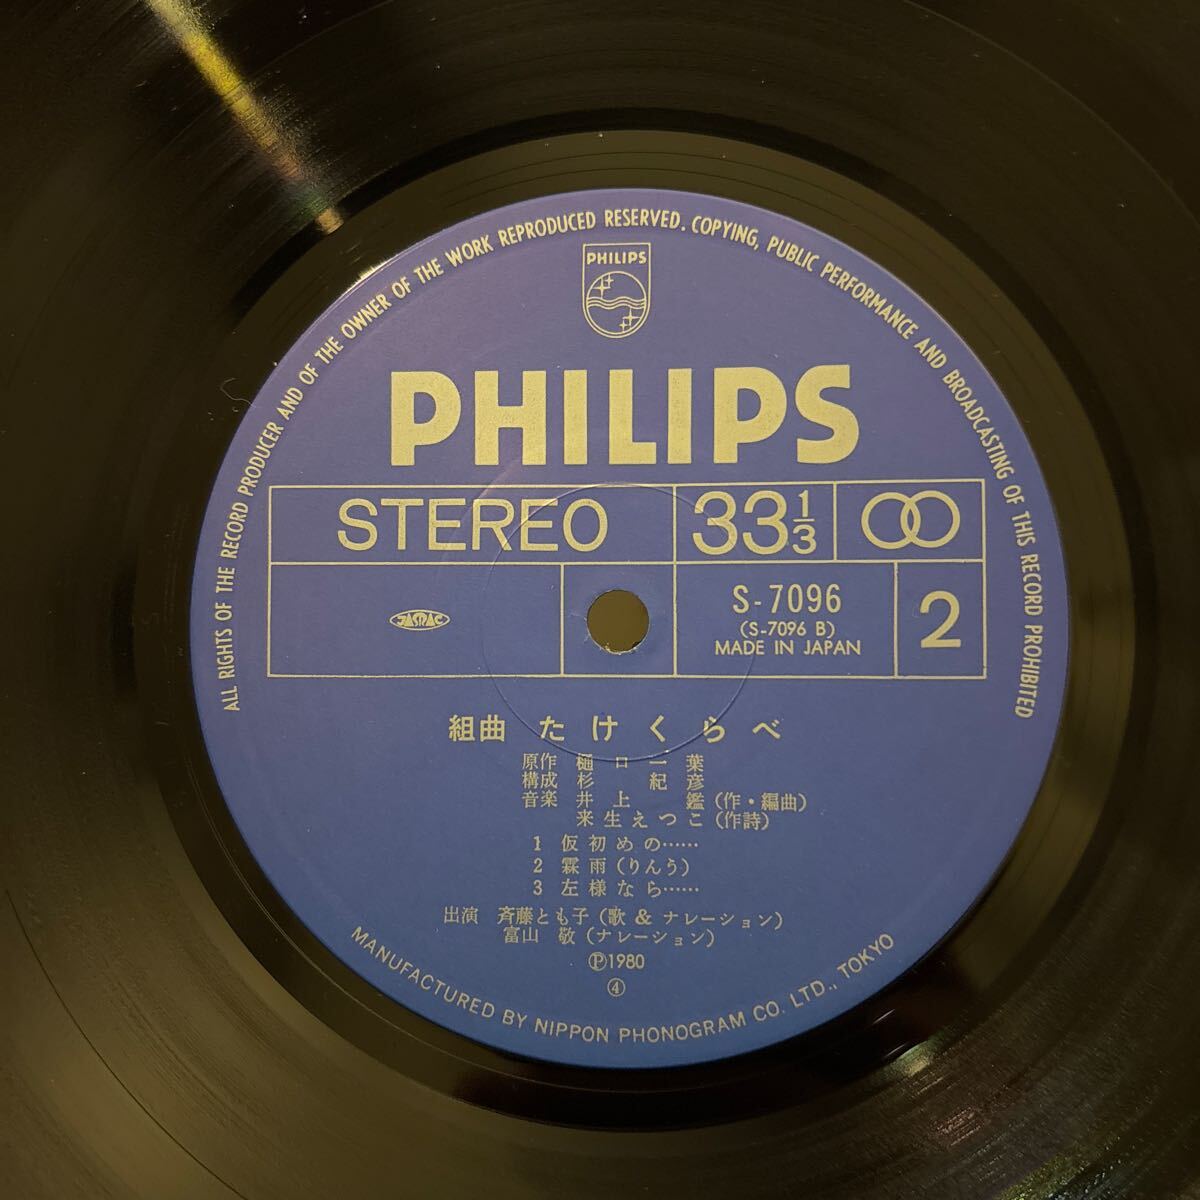 ALL RIGHTS OF THE RECORD PRODUCER AND OF THE OWNER OF THE WORK REPRODUCED RESERVED. COPYING, PUBLIC PERFORMANCE AND BROADCASTING OF THIS RECORD PROHIBITED
PHILIPS
PHILIPS
STEREO 33 1/3
JASRAC
S-7096
(S-7096 B)
MADE IN JAPAN
2
組曲 たけくらべ
原作 樋口一葉
構成 杉 紀彦
音楽 井上 鑑(作・編曲)
来生えつこ(作詩)
1 仮初めの……
2 霖雨(りんう)
3 左様なら……
出演 斉藤とも子(歌 & ナレーション)
富山 敬(ナレーション)
Ⓟ1980
④
MANUFACTURED BY NIPPON PHONOGRAM CO. LTD., TOKYO